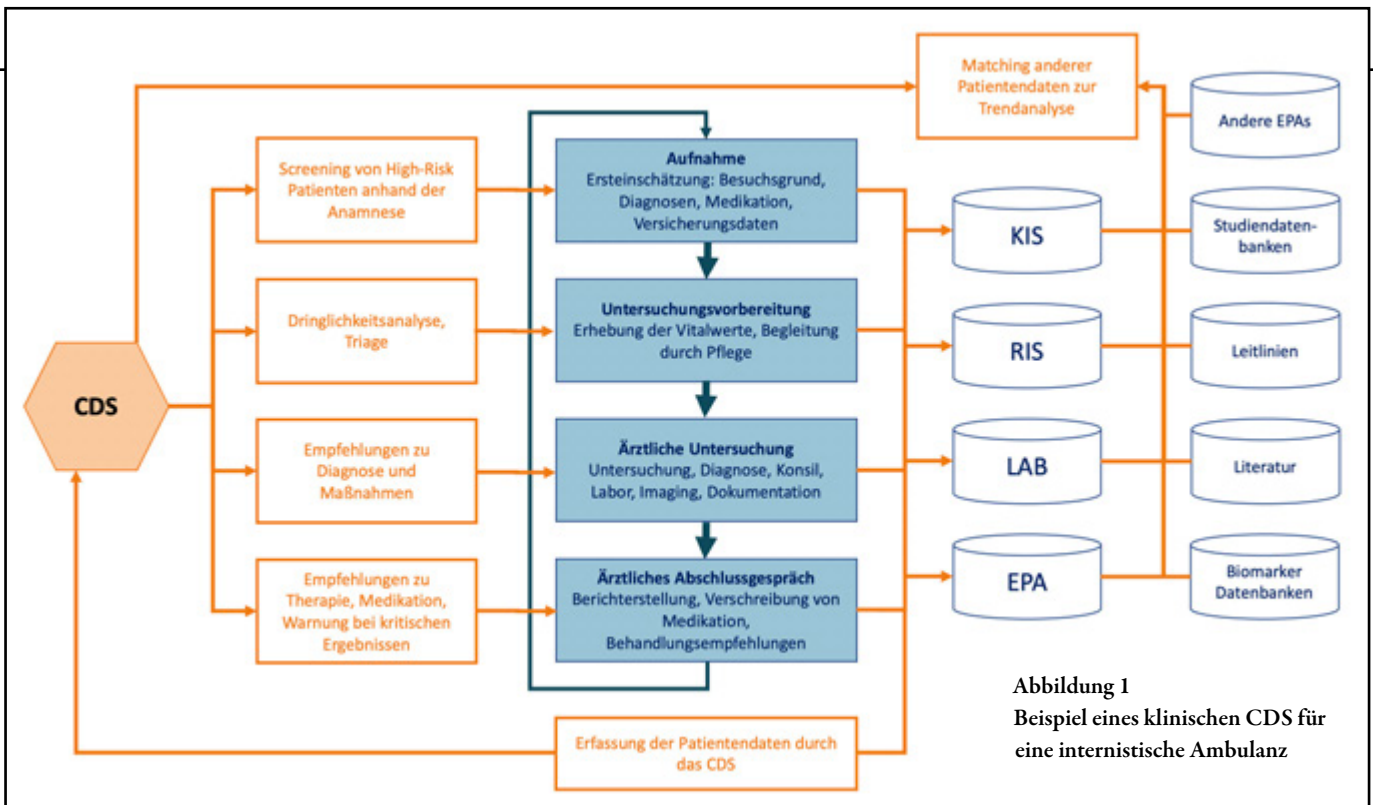 Matching anderer
Patientendaten zur
Trendanalyse
Andere EPAs
Screening von High-Risk
Patienten anhand der
Anamnese
Aufnahme
Ersteinschätzung: Besuchsgrund,
Diagnosen, Medikation,
Versicherungsdaten
KIS
Studiendaten-
banken
Dringlichkeitsanalyse,
Triage
Untersuchungsvorbereitung
Erhebung der Vitalwerte, Begleitung
durch Pflege
RIS
Leitlinien
CDS
Empfehlungen zu
Diagnose und
Maßnahmen
Ärztliche Untersuchung
Untersuchung, Diagnose, Konsil,
Labor, Imaging, Dokumentation
LAB
Literatur
Empfehlungen zu
Therapie, Medikation,
Warnung bei kritischen
Ergebnissen
Ärztliches Abschlussgespräch
Berichterstellung, Verschreibung von
Medikation,
Behandlungsempfehlungen
EPA
Biomarker
Datenbanken
Erfassung der Patientendaten durch
das CDS
Abbildung 1
Beispiel eines klinischen CDS für
eine internistische Ambulanz